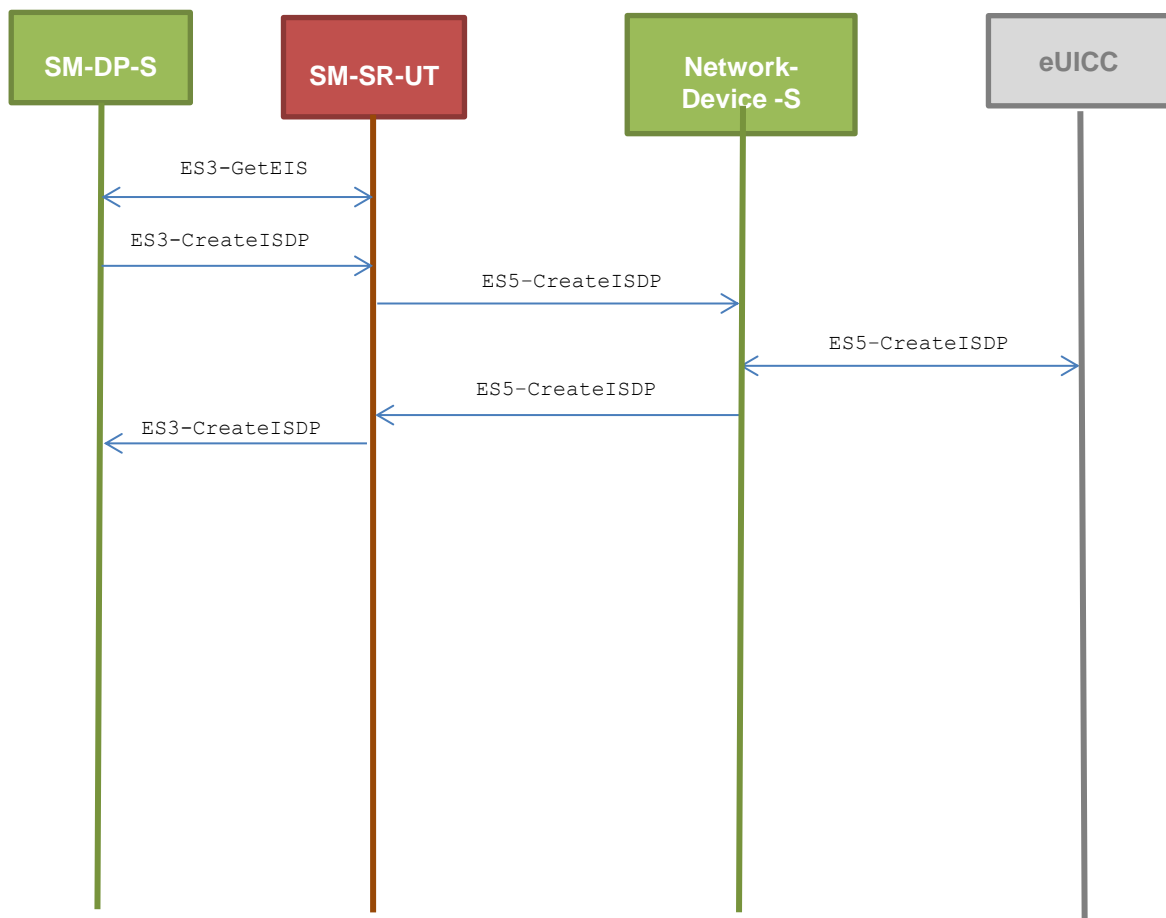 SM-DP-S
SM-SR-UT
Network-
Device -S
eUICC
ES3-GetEIS
ES3-CreateISDP
ES5-CreateISDP
ES5-CreateISDP
ES5-CreateISDP
ES3-CreateISDP